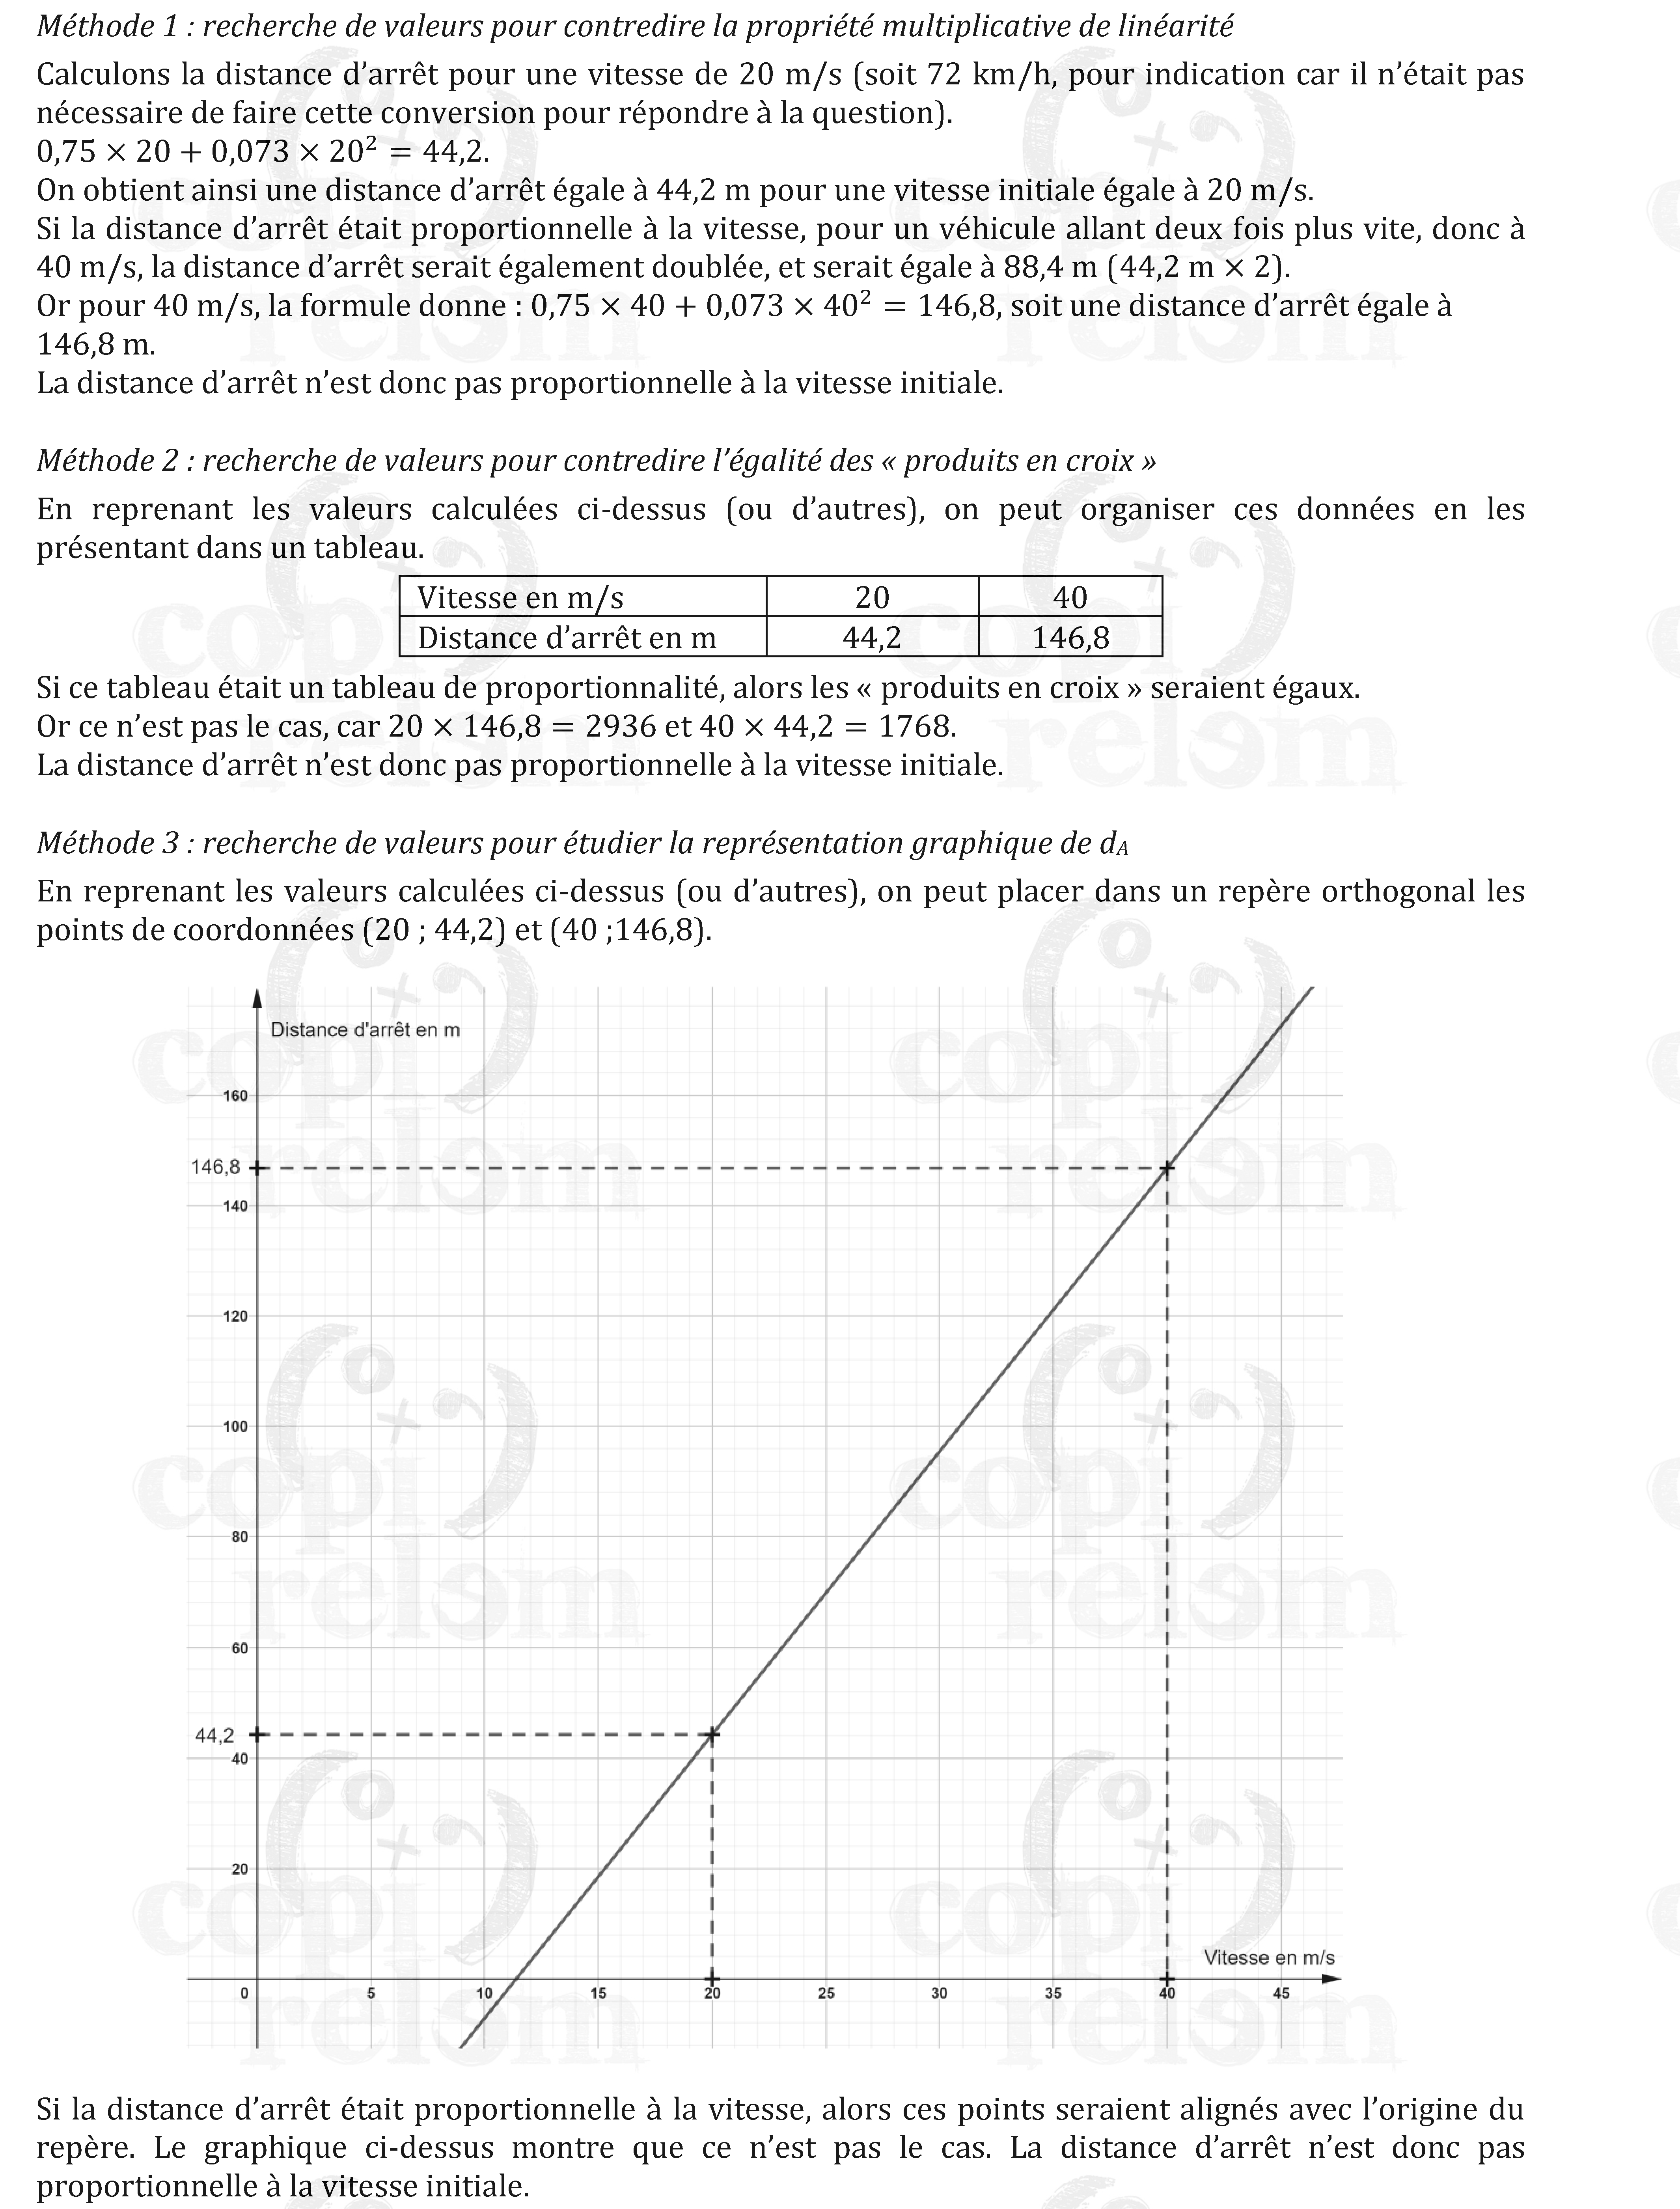 Méthode 1 : recherche de valeurs pour contredire la propriété multiplicative de linéarité
Calculons la distance d’arrêt pour une vitesse de 20 m/s (soit 72 km/h, pour indication car il n’était pas
nécessaire de faire cette conversion pour répondre à la question).
0,75 × 20 + 0,073 × 20² = 44,2.
On obtient ainsi une distance d’arrêt égale à 44,2 m pour une vitesse initiale égale à 20 m/s.
Si la distance d’arrêt était proportionnelle à la vitesse, pour un véhicule allant deux fois plus vite, donc à
40 m/s, la distance d’arrêt serait également doublée, et serait égale à 88,4 m (44,2 m × 2).
Or pour 40 m/s, la formule donne : 0,75 × 40 + 0,073 × 40² = 146,8, soit une distance d’arrêt égale à
146,8 m.
La distance d’arrêt n’est donc pas proportionnelle à la vitesse initiale.
Méthode 2 : recherche de valeurs pour contredire l’égalité des « produits en croix »
En reprenant les valeurs calculées ci-dessus (ou d’autres), on peut organiser ces données en les
présentant dans un tableau.
Vitesse en m/s 20 40
Distance d’arrêt en m 44,2 146,8
Si ce tableau était un tableau de proportionnalité, alors les « produits en croix » seraient égaux.
Or ce n’est pas le cas, car 20 × 146,8 = 2936 et 40 × 44,2 = 1768.
La distance d’arrêt n’est donc pas proportionnelle à la vitesse initiale.
Méthode 3 : recherche de valeurs pour étudier la représentation graphique de dA
En reprenant les valeurs calculées ci-dessus (ou d’autres), on peut placer dans un repère orthogonal les
points de coordonnées (20 ; 44,2) et (40 ;146,8).
Distance d'arrêt en m
160
146,8
140
120
100
80
60
44,2
40
20
Vitesse en m/s
0 5 10 15 20 25 30 35 40 45
Si la distance d’arrêt était proportionnelle à la vitesse, alors ces points seraient alignés avec l’origine du
repère. Le graphique ci-dessus montre que ce n’est pas le cas. La distance d’arrêt n’est donc pas
proportionnelle à la vitesse initiale.